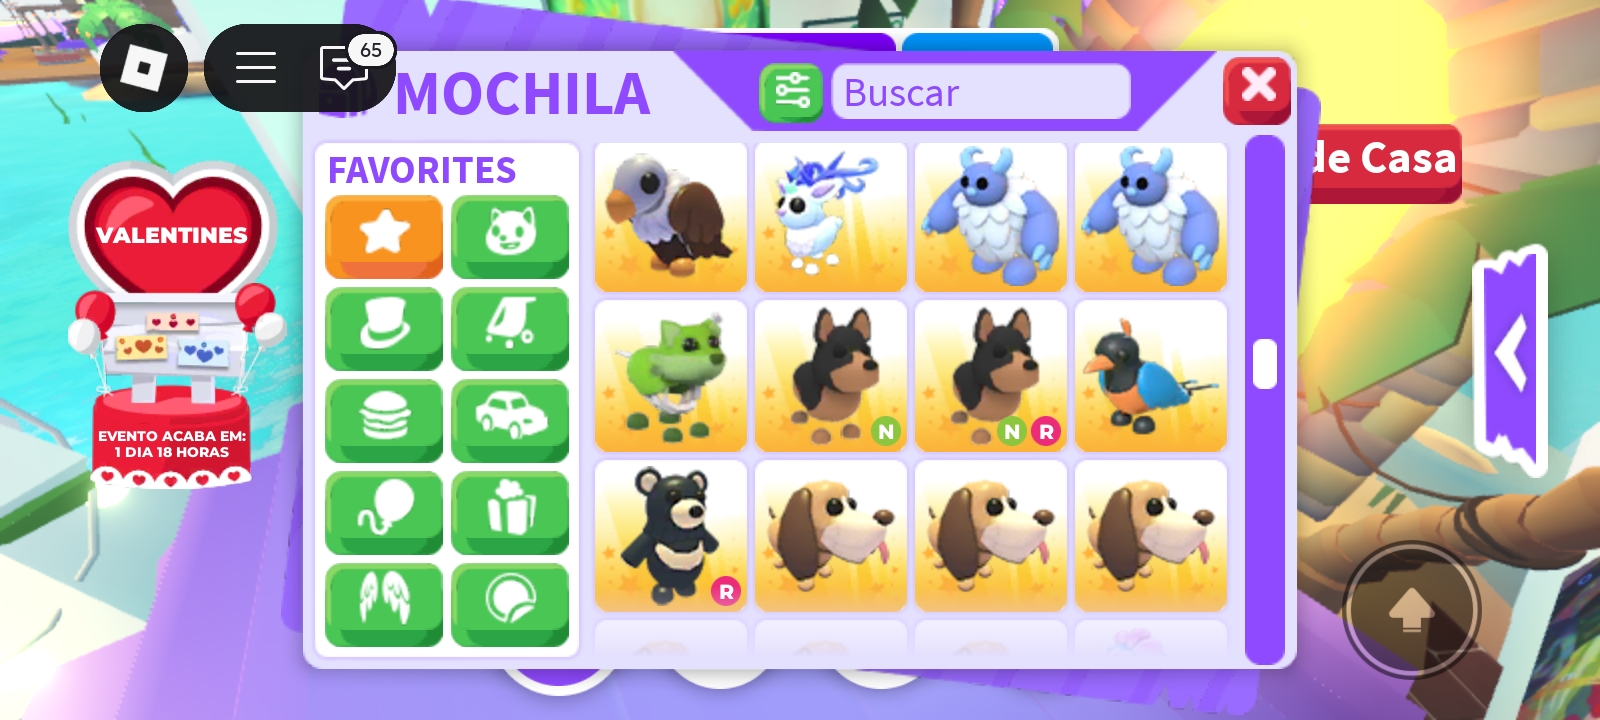 65
MOCHILA
Buscar
de Casa
FAVORITES
VALENTINES
EVENTO ACABA EM:
1 DIA 18 HORAS
N
N R
R